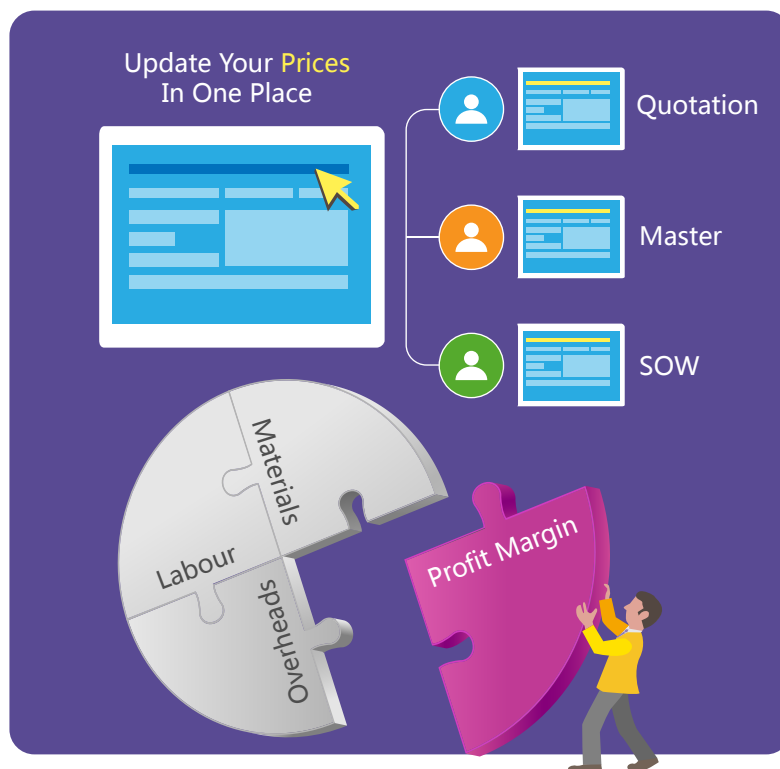 Update Your Prices
In One Place
Quotation
Master
SOW
Materials
Labour
Overheads
Profit Margin